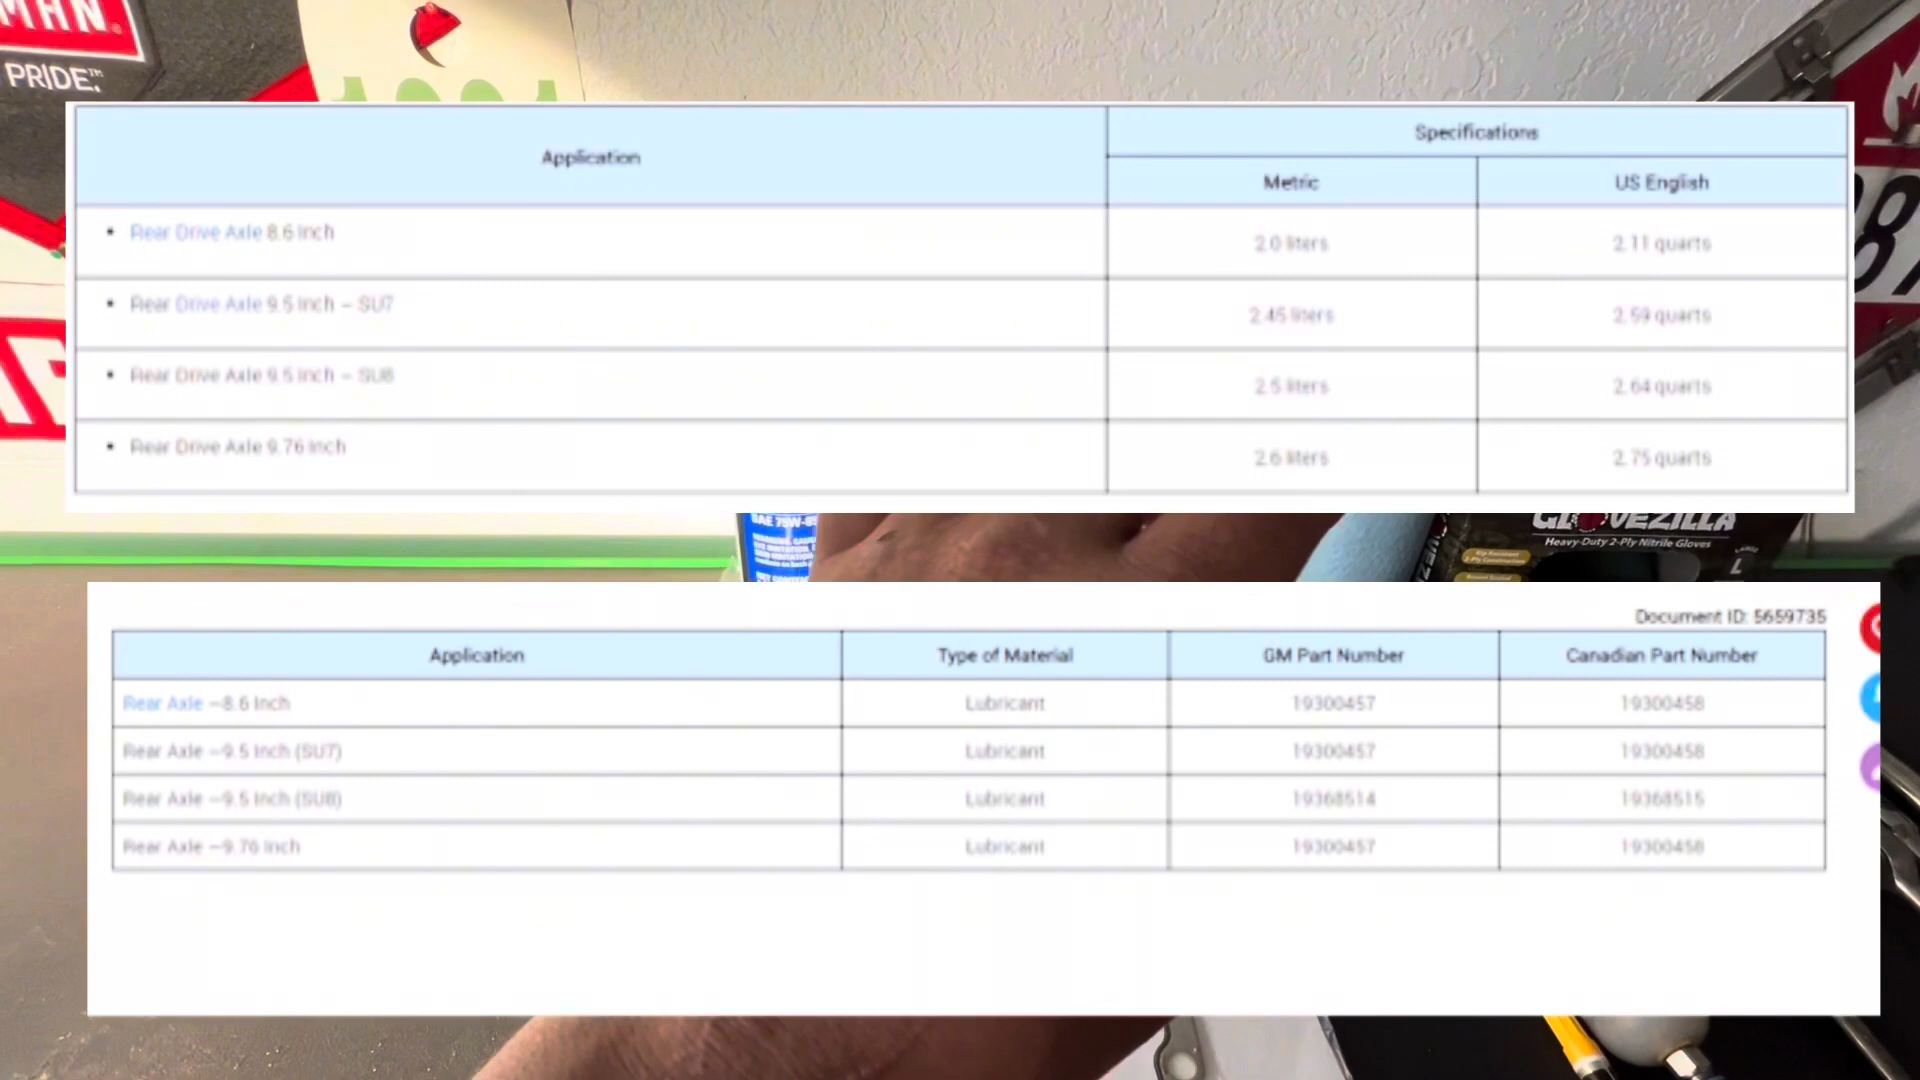 PRIDE.™
Application
Specifications
Metric
US English
• Rear Drive Axle 8.6 Inch
2.0 liters
2.11 quarts
• Rear Drive Axle 9.5 Inch – SU7
2.45 liters
2.59 quarts
• Rear Drive Axle 9.5 Inch – SU8
2.5 liters
2.64 quarts
• Rear Drive Axle 9.76 Inch
2.6 liters
2.75 quarts
SAE 75W-85
GLOVEZILLA
Heavy-Duty 2-Ply Nitrile Gloves
L
Document ID: 5659735
Application
Type of Material
GM Part Number
Canadian Part Number
Rear Axle –8.6 Inch
Lubricant
19300457
19300458
Rear Axle –9.5 Inch (SU7)
Lubricant
19300457
19300458
Rear Axle –9.5 Inch (SU8)
Lubricant
19368514
19368515
Rear Axle –9.76 Inch
Lubricant
19300457
19300458